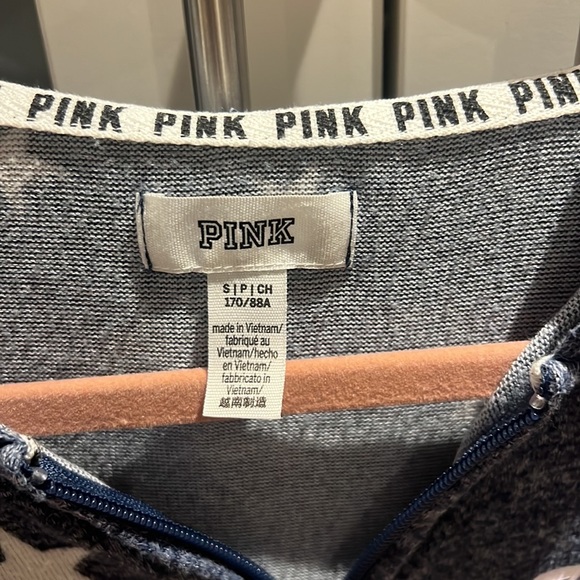 PINK PINK PINK PINK PINK
PINK
S | P | CH
170/88A
made in Vietnam/
fabriqué au
Vietnam/hecho
en Vietnam/
fabbricato in
Vietnam/
越南制造